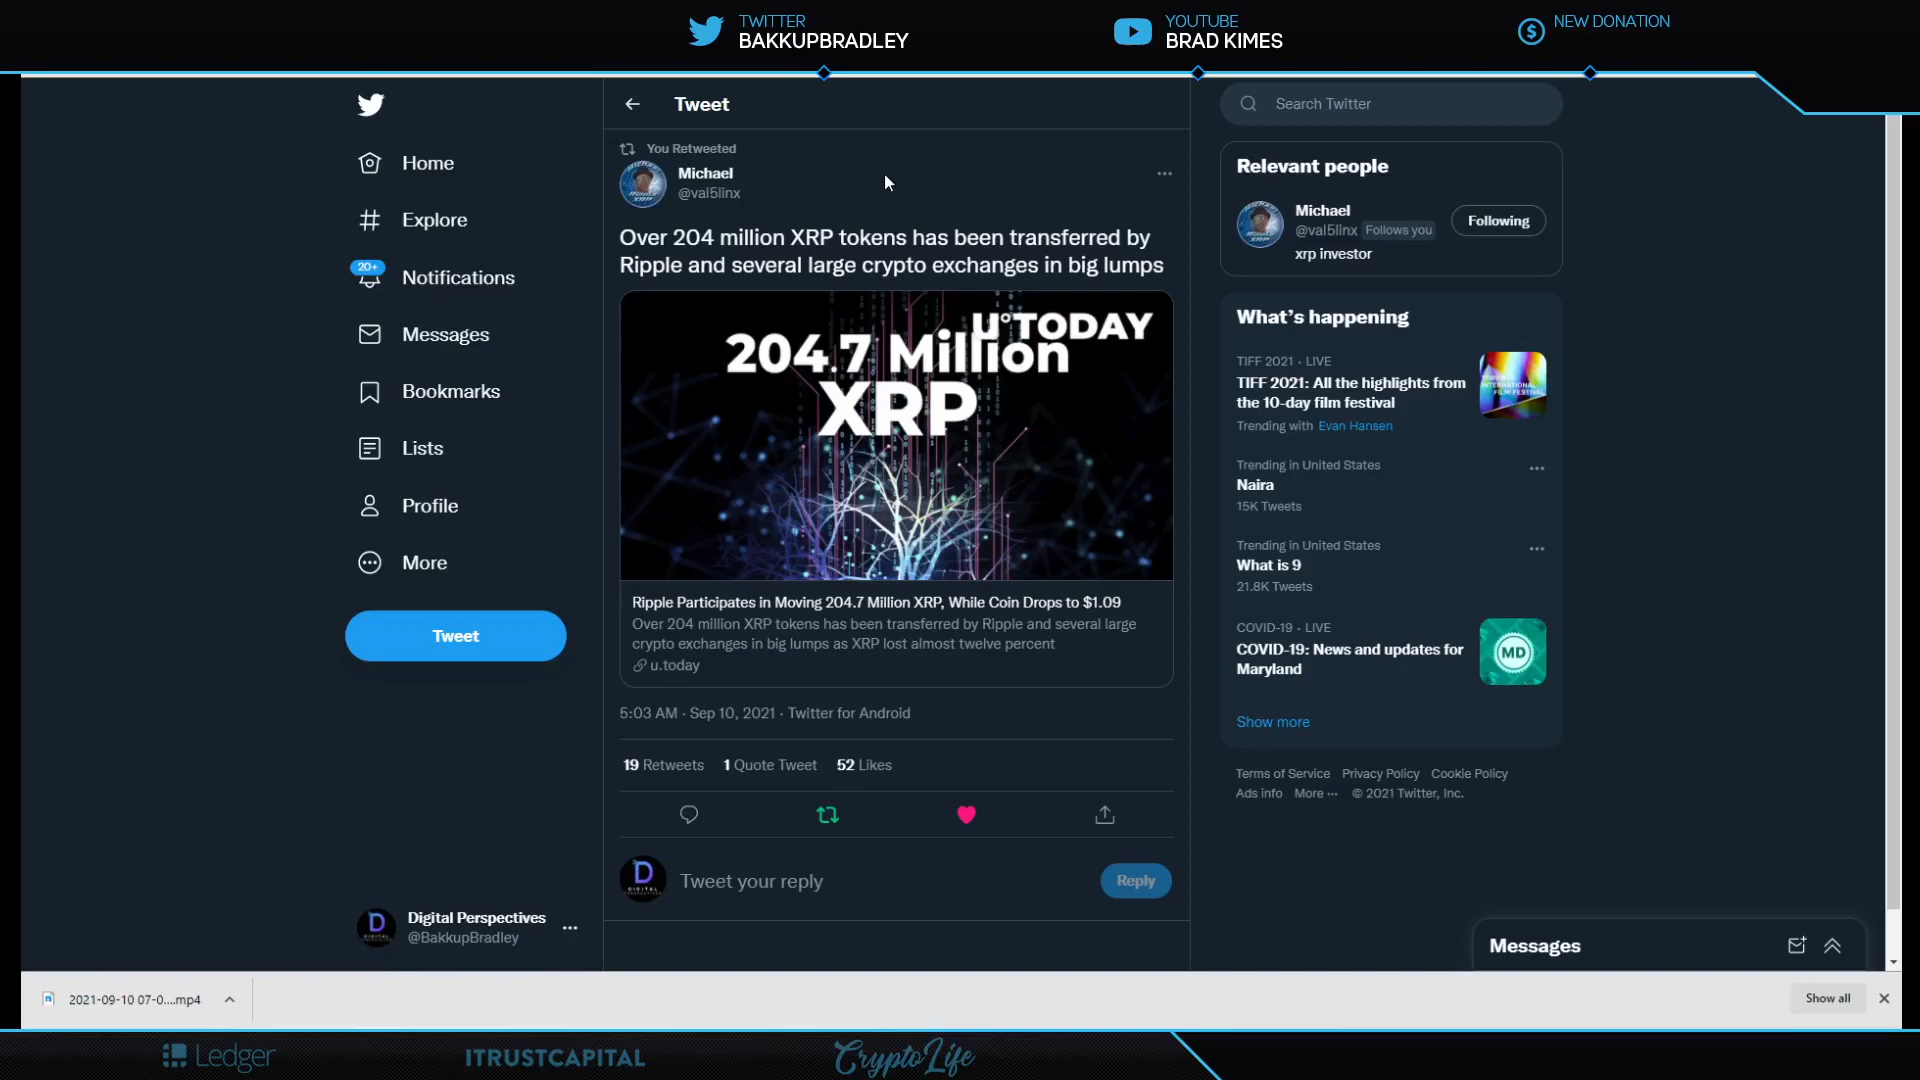 TWITTER
BAKKUPBRADLEY
YOUTUBE
BRAD KIMES
NEW DONATION
Home
Explore
20+
Notifications
Messages
Bookmarks
Lists
Profile
More
Tweet
Digital Perspectives
@BakkupBradley
Tweet
You Retweeted
Michael
@val5linx
Over 204 million XRP tokens has been transferred by
Ripple and several large crypto exchanges in big lumps
U°TODAY
204.7 Million
XRP
Ripple Participates in Moving 204.7 Million XRP, While Coin Drops to $1.09
Over 204 million XRP tokens has been transferred by Ripple and several large
crypto exchanges in big lumps as XRP lost almost twelve percent
u.today
5:03 AM · Sep 10, 2021 · Twitter for Android
19 Retweets 1 Quote Tweet 52 Likes
Tweet your reply
Reply
Search Twitter
Relevant people
Michael
@val5linx Follows you
Following
xrp investor
What's happening
TIFF 2021 · LIVE
TIFF 2021: All the highlights from
the 10-day film festival
Trending with Evan Hansen
Trending in United States
Naira
15K Tweets
Trending in United States
What is 9
21.8K Tweets
COVID-19 · LIVE
COVID-19: News and updates for
Maryland
MD
Show more
Terms of Service Privacy Policy Cookie Policy
Ads info More ··· © 2021 Twitter, Inc.
Messages
2021-09-10 07-0....mp4
Show all
Ledger
ITRUSTCAPITAL
CryptoLife